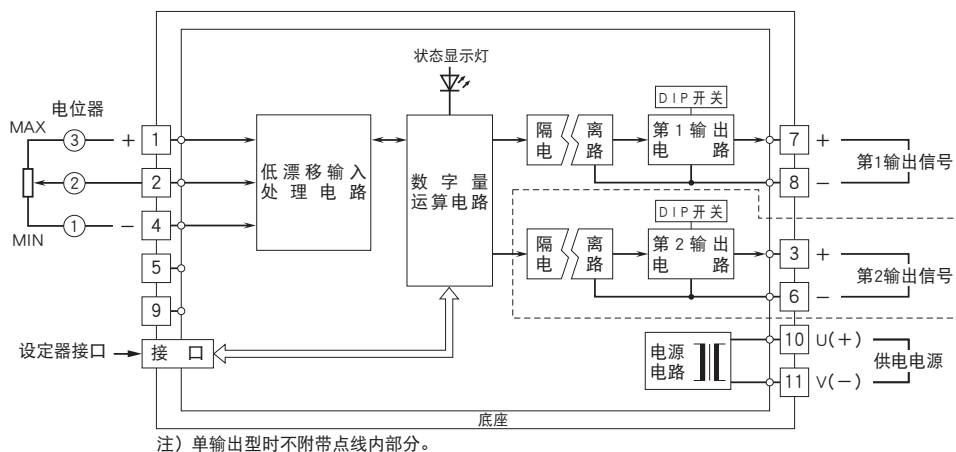 状态显示灯
电位器
MAX ③ + 1
② 2
MIN ① - 4
5
9
低漂移输入
处理电路
数字量
运算电路
隔离
电路
DIP开关
第1输出
电路
7 +
8 -
第1输出信号
隔离
电路
DIP开关
第2输出
电路
3 +
6 -
第2输出信号
设定器接口
接口
电源
电路
10 U(+)
11 V(-)
供电电源
底座
注)单输出型时不附带点线内部分。